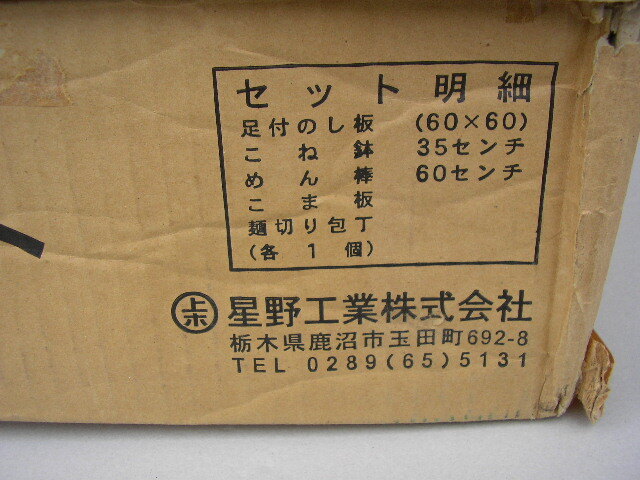 セット明細
足付のし板 (60×60)
こね鉢 35センチ
めん棒 60センチ
こま板
麺切り包丁
(各1個)
星野工業株式会社
栃木県鹿沼市玉田町692-8
TEL 0289(65)5131